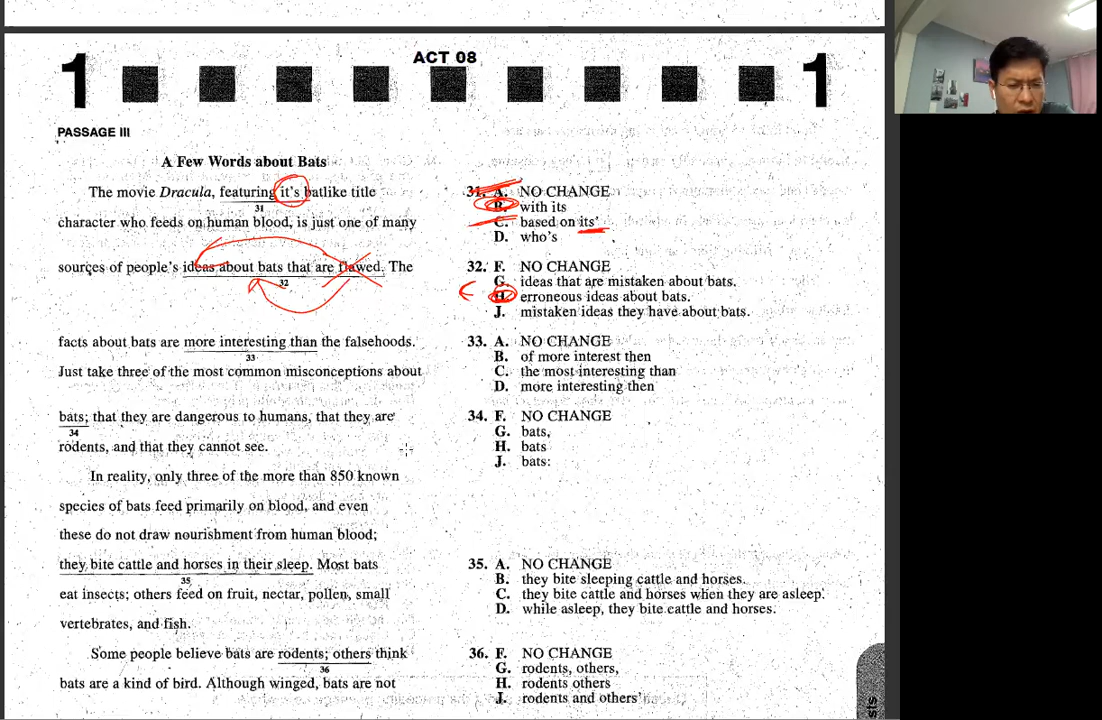 1
ACT 08
1
PASSAGE III
A Few Words about Bats
The movie Dracula, featuring it's batlike title
31
character who feeds on human blood, is just one of many
sources of people's ideas about bats that are flawed. The
32
facts about bats are more interesting than the falsehoods.
33
Just take three of the most common misconceptions about
bats; that they are dangerous to humans, that they are
34
rodents, and that they cannot see.
In reality, only three of the more than 850 known
species of bats feed primarily on blood, and even
these do not draw nourishment from human blood;
they bite cattle and horses in their sleep. Most bats
35
eat insects; others feed on fruit, nectar, pollen, small
vertebrates, and fish.
Some people believe bats are rodents; others think
36
bats are a kind of bird. Although winged, bats are not
31. A. NO CHANGE
B. with its
C. based on its'
D. who's
32. F. NO CHANGE
G. ideas that are mistaken about bats.
H. erroneous ideas about bats.
J. mistaken ideas they have about bats.
33. A. NO CHANGE
B. of more interest then
C. the most interesting than
D. more interesting then
34. F. NO CHANGE
G. bats,
H. bats
J. bats:
35. A. NO CHANGE
B. they bite sleeping cattle and horses.
C. they bite cattle and horses when they are asleep.
D. while asleep, they bite cattle and horses.
36. F. NO CHANGE
G. rodents, others,
H. rodents others
J. rodents and others'